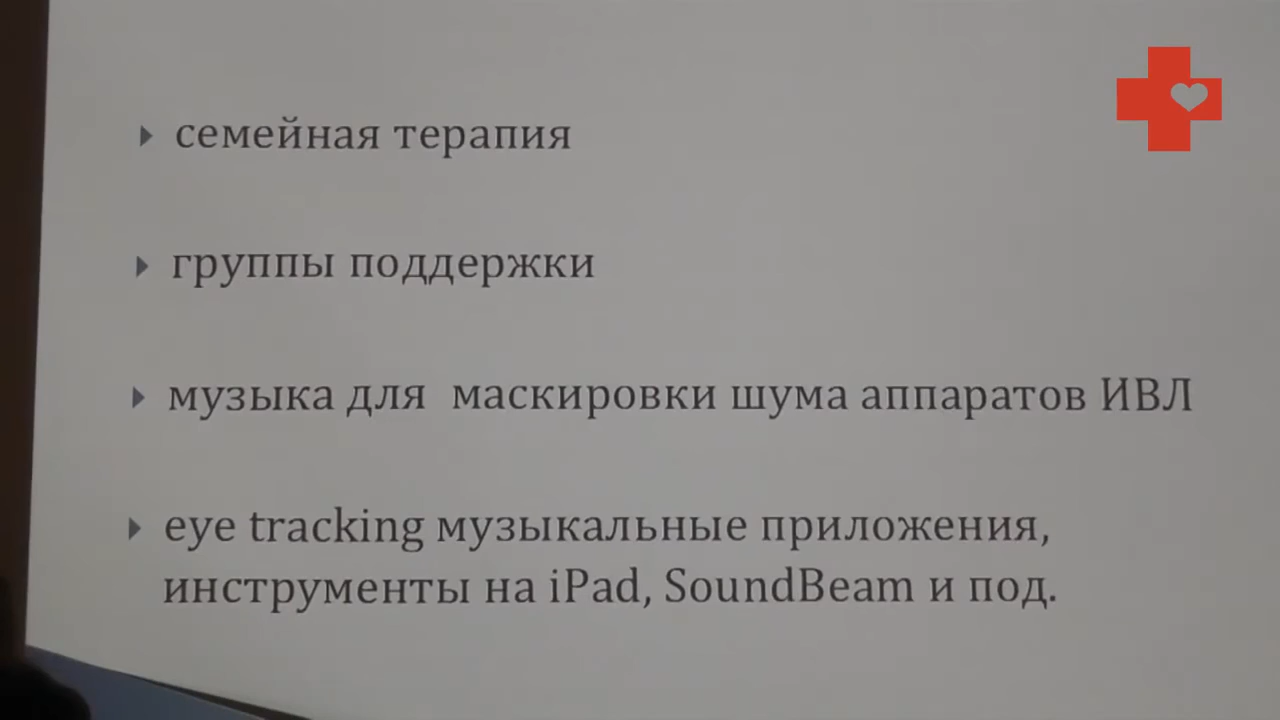 семейная терапия
группы поддержки
музыка для маскировки шума аппаратов ИВЛ
eye tracking музыкальные приложения,
инструменты на iPad, SoundBeam и под.